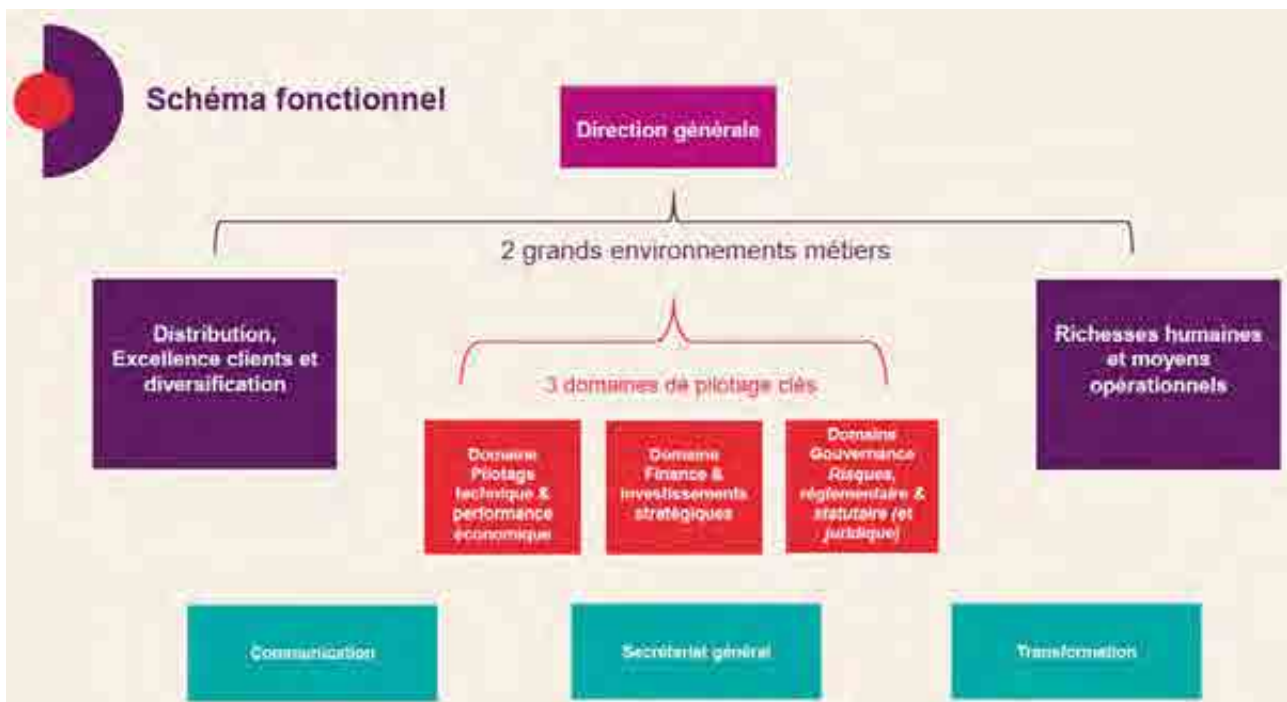 Schéma fonctionnel
Direction générale
2 grands environnements métiers
Distribution,
Excellence clients et
diversification
Richesses humaines
et moyens
opérationnels
3 domaines de pilotage clés
Domaine
Pilotage
technique &
performance
économique
Domaine
Finance &
investissements
stratégiques
Domaine
Gouvernance
Risques,
réglementaire &
statutaire (et
juridique)
Communication
Secrétariat général
Transformation